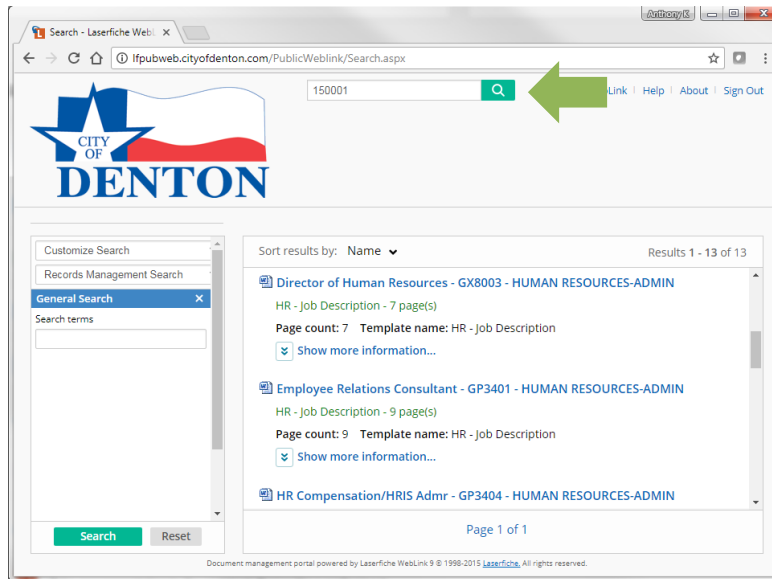 Anthony K
Search - Laserfiche WebL
lfpubweb.cityofdenton.com/PublicWeblink/Search.aspx
150001
Link | Help | About | Sign Out
CITY
OF
DENTON
Customize Search
Records Management Search
General Search X
Search terms
Search Reset
Sort results by: Name
Results 1 - 13 of 13
Director of Human Resources - GX8003 - HUMAN RESOURCES-ADMIN
HR - Job Description - 7 page(s)
Page count: 7 Template name: HR - Job Description
Show more information...
Employee Relations Consultant - GP3401 - HUMAN RESOURCES-ADMIN
HR - Job Description - 9 page(s)
Page count: 9 Template name: HR - Job Description
Show more information...
HR Compensation/HRIS Admr - GP3404 - HUMAN RESOURCES-ADMIN
Page 1 of 1
Document management portal powered by Laserfiche WebLink 9 © 1998-2015 Laserfiche. All rights reserved.